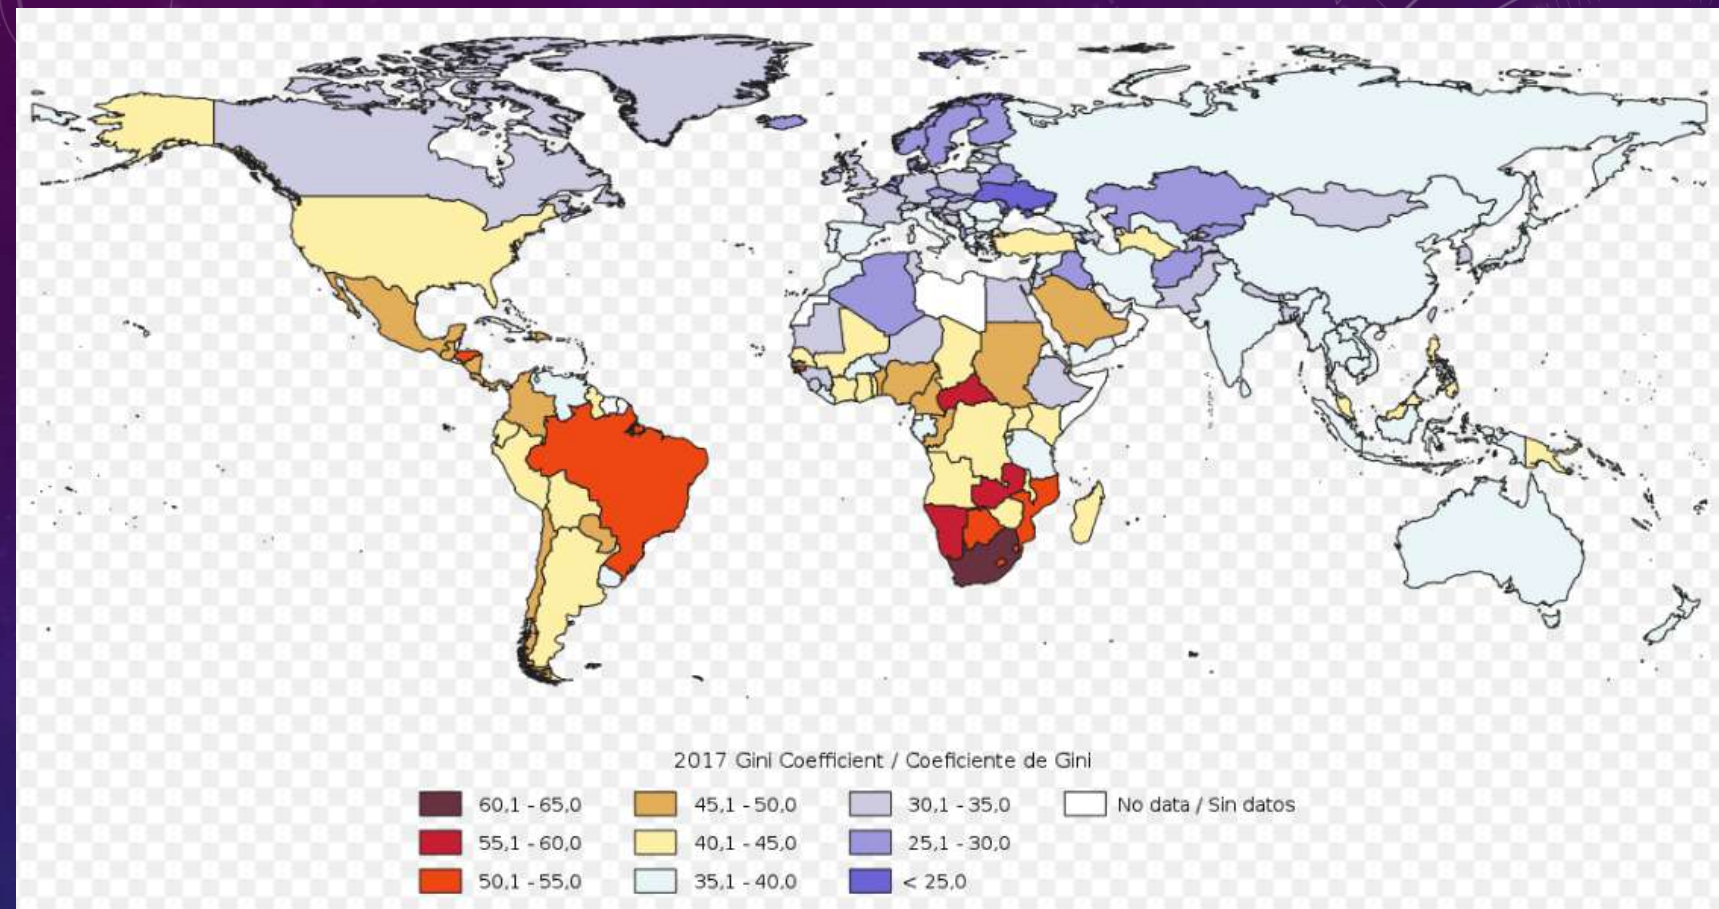 2017 Gini Coefficient / Coeficiente de Gini
60,1 - 65,0
55,1 - 60,0
50,1 - 55,0
45,1 - 50,0
40,1 - 45,0
35,1 - 40,0
30,1 - 35,0
25,1 - 30,0
< 25,0
No data / Sin datos